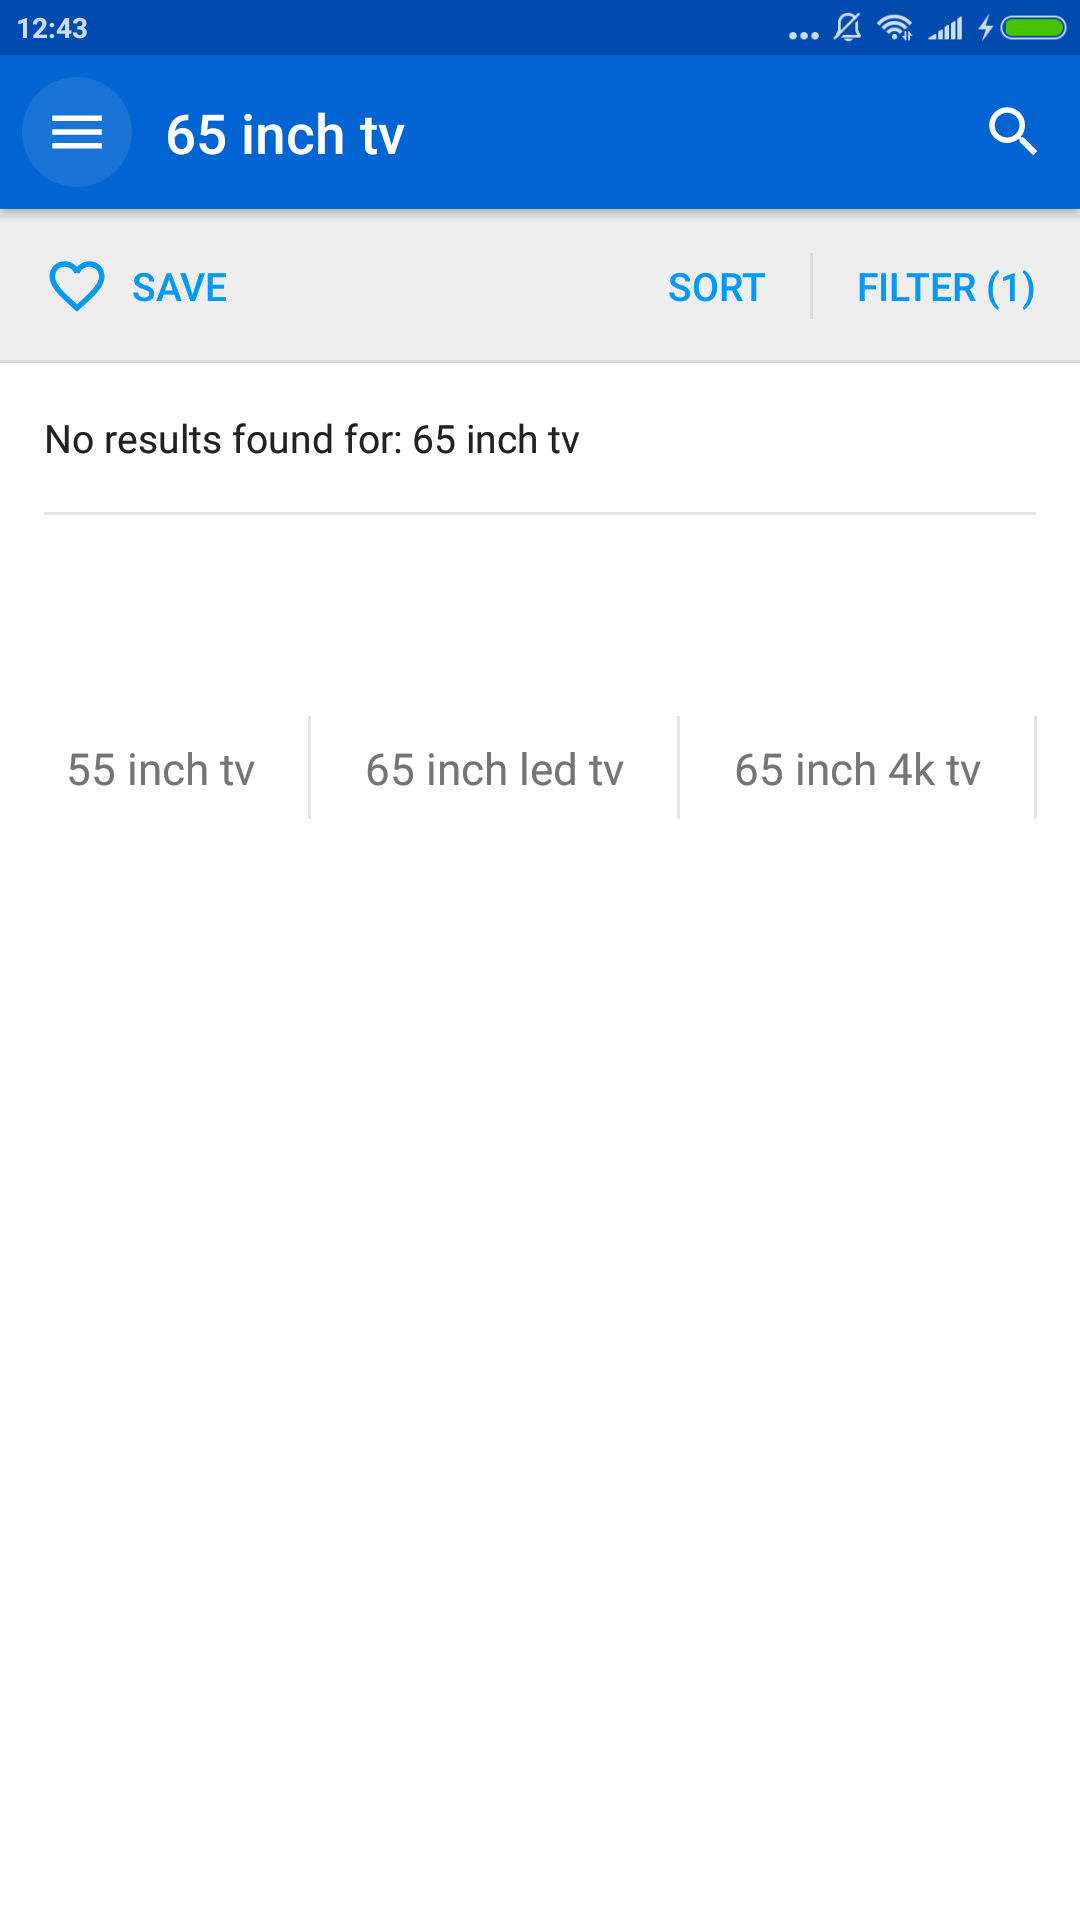 12:43
65 inch tv
SAVE SORT FILTER (1)
No results found for: 65 inch tv
55 inch tv 65 inch led tv 65 inch 4k tv